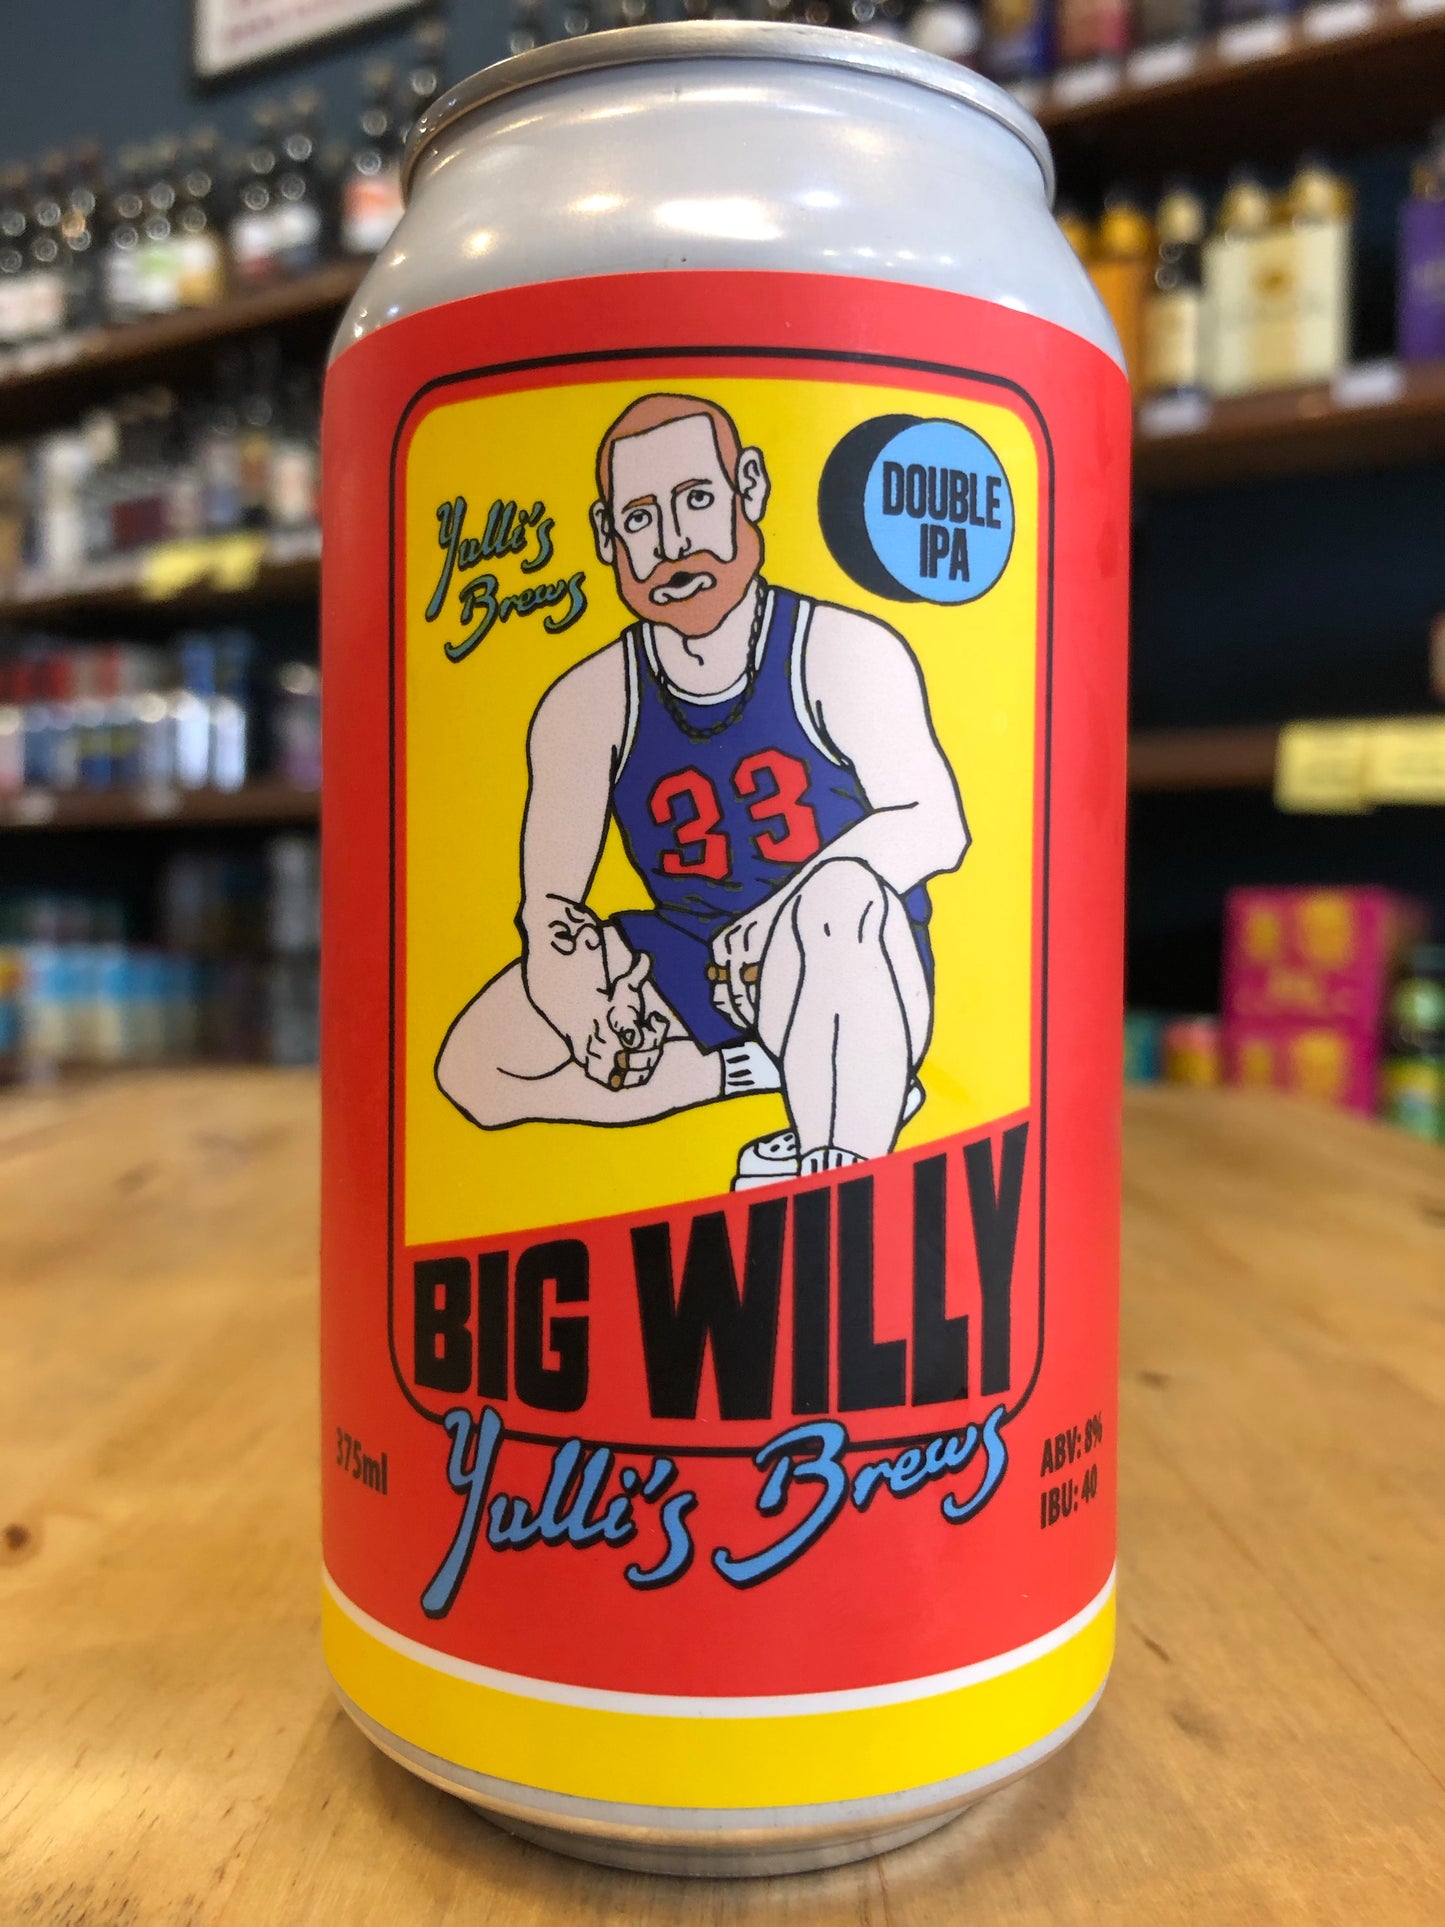 Yulli's
Brews
DOUBLE
IPA
33
BIG WILLY
Yulli's Brews
375ml
ABV: 8%
IBU: 40